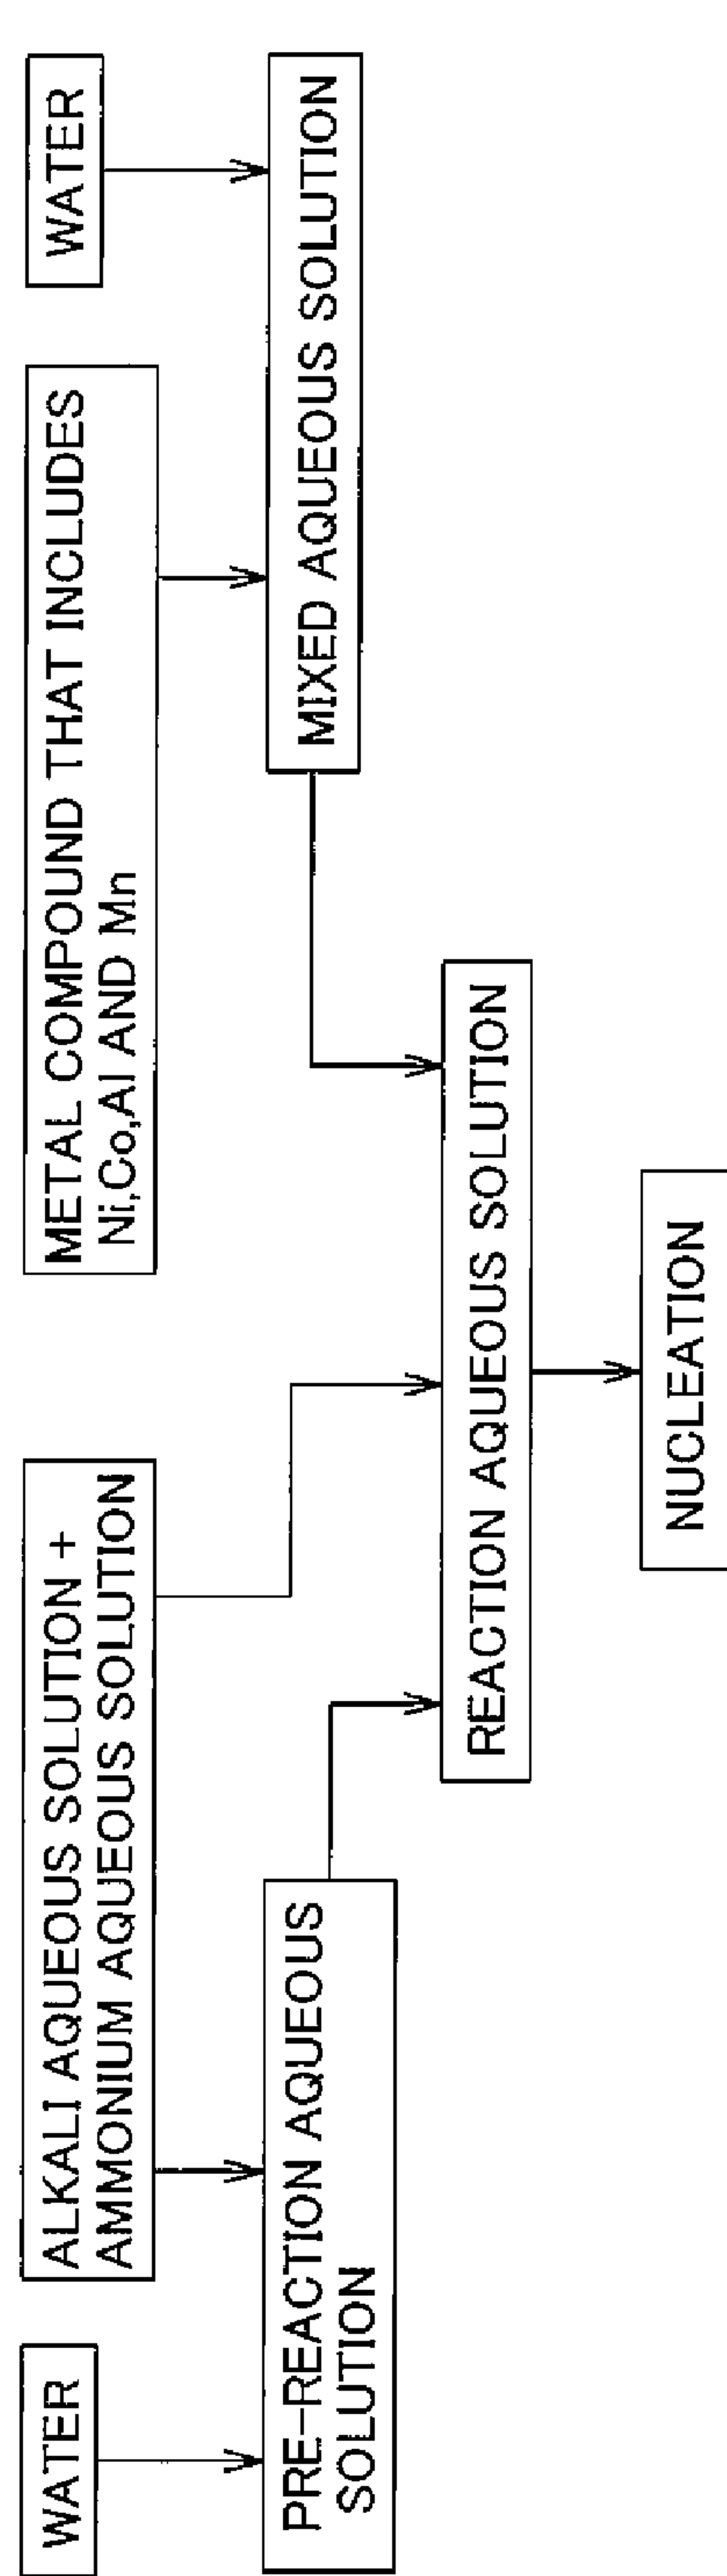 WATER
ALKALI AQUEOUS SOLUTION +
AMMONIUM AQUEOUS SOLUTION
METAL COMPOUND THAT INCLUDES
Ni,Co,Al AND Mn
WATER
PRE-REACTION AQUEOUS
SOLUTION
MIXED AQUEOUS SOLUTION
REACTION AQUEOUS SOLUTION
NUCLEATION